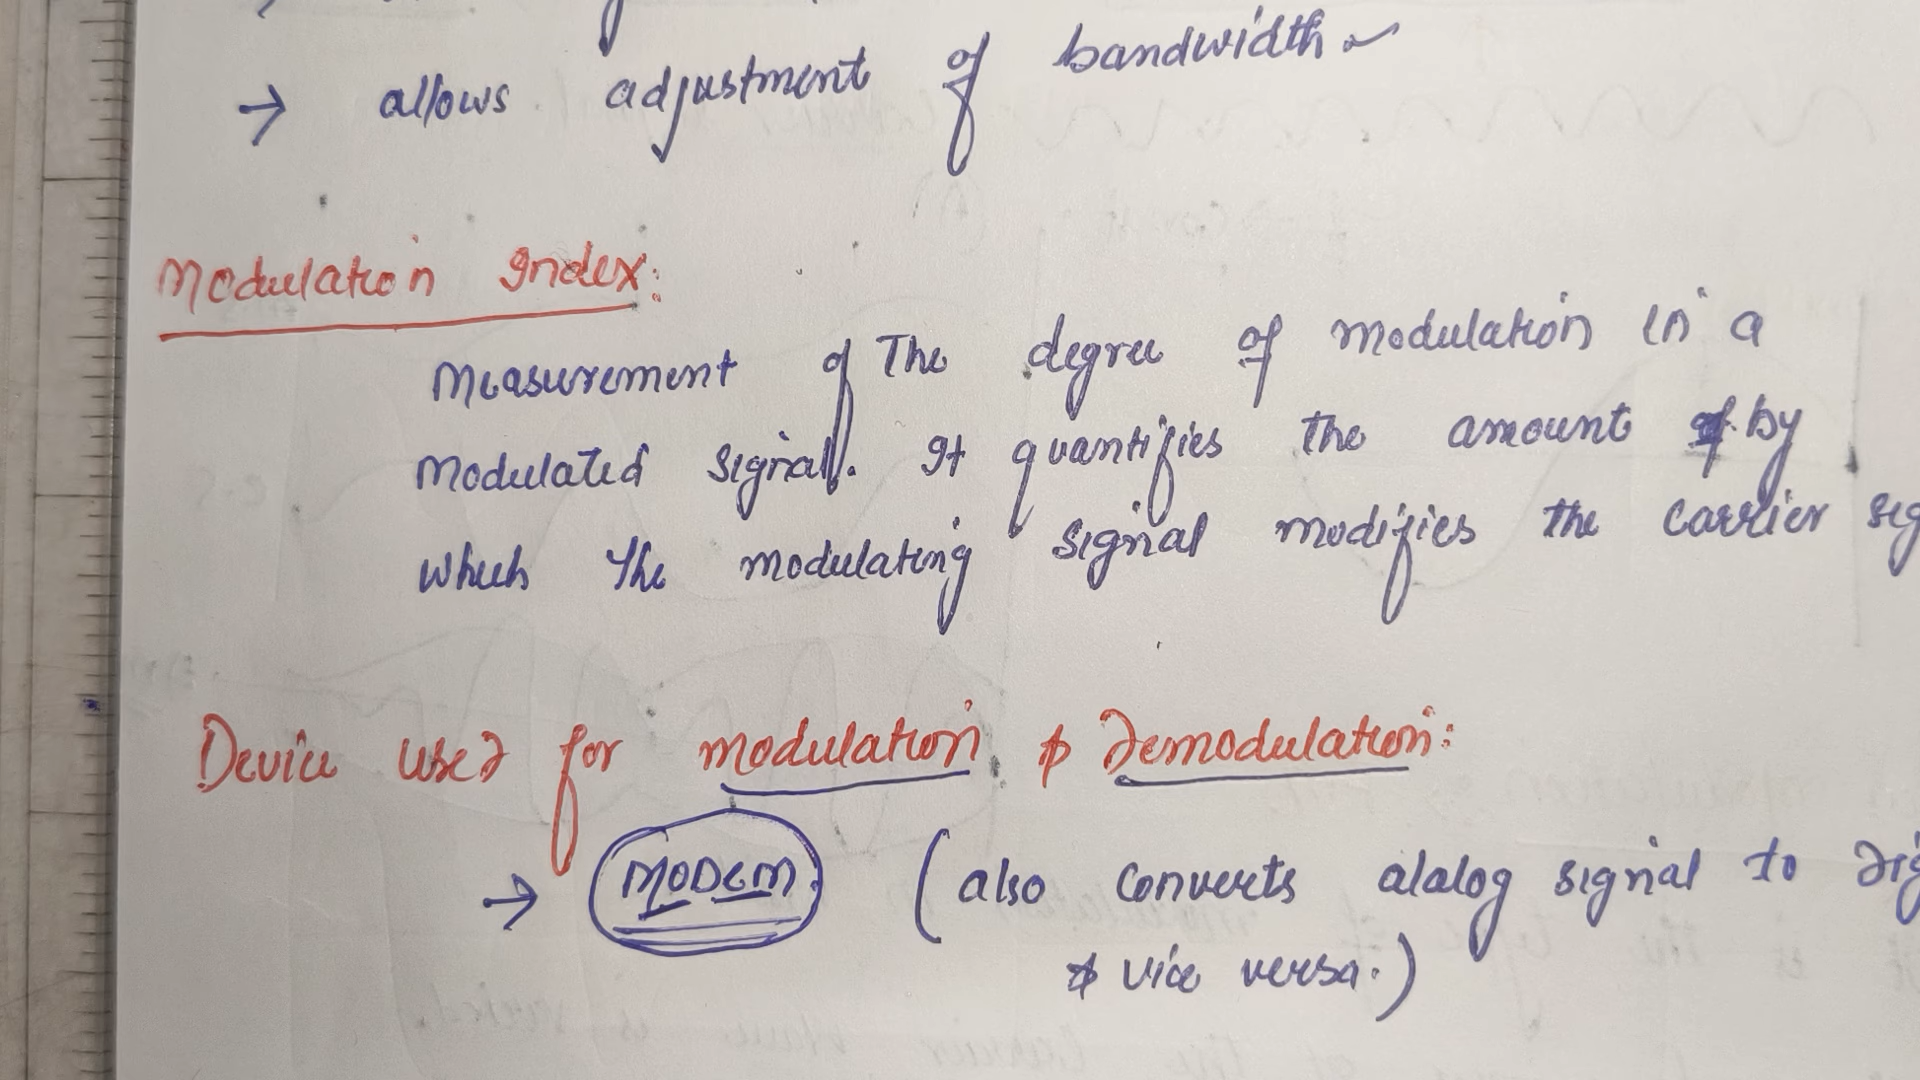 → allows adjustment of bandwidth
Modulation Index:
Measurement of The degree of modulation in a
Modulated signal. It quantifies the amount by
which the modulating signal modifies the carrier sig
Device used for modulation & Demodulation:
→ MODEM. (also converts alalog signal to dig
& vice versa.)